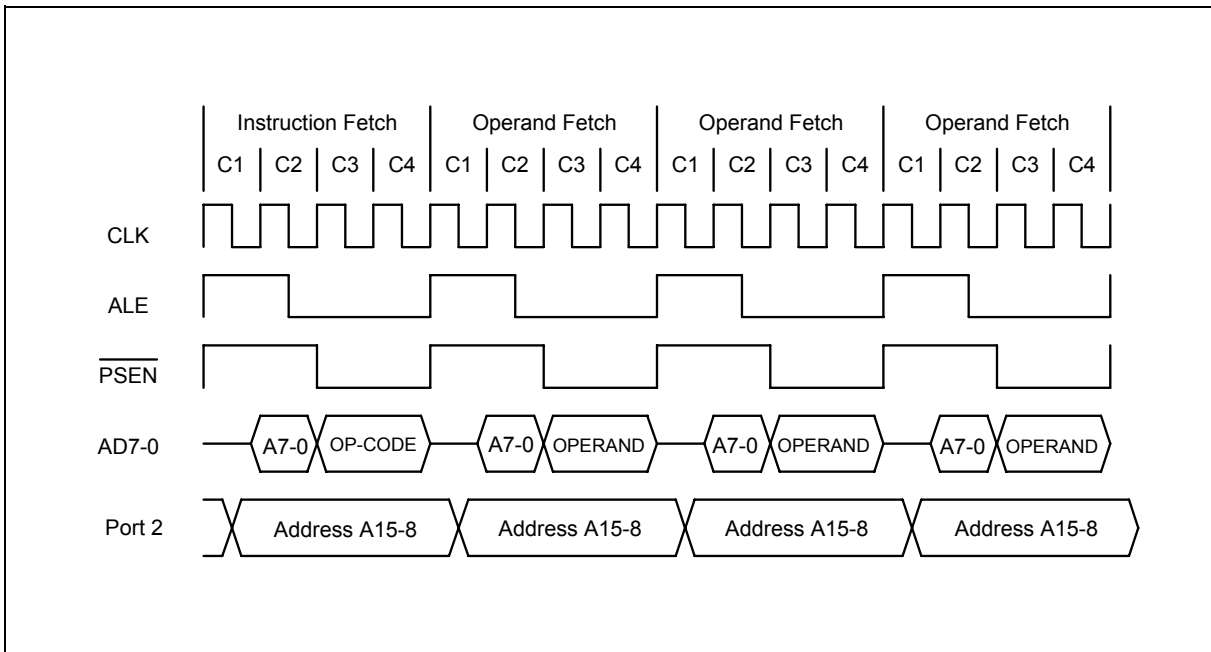 Instruction Fetch Operand Fetch Operand Fetch Operand Fetch
C1 C2 C3 C4 C1 C2 C3 C4 C1 C2 C3 C4 C1 C2 C3 C4
CLK
ALE
PSEN
AD7-0 A7-0 OP-CODE A7-0 OPERAND A7-0 OPERAND A7-0 OPERAND
Port 2 Address A15-8 Address A15-8 Address A15-8 Address A15-8